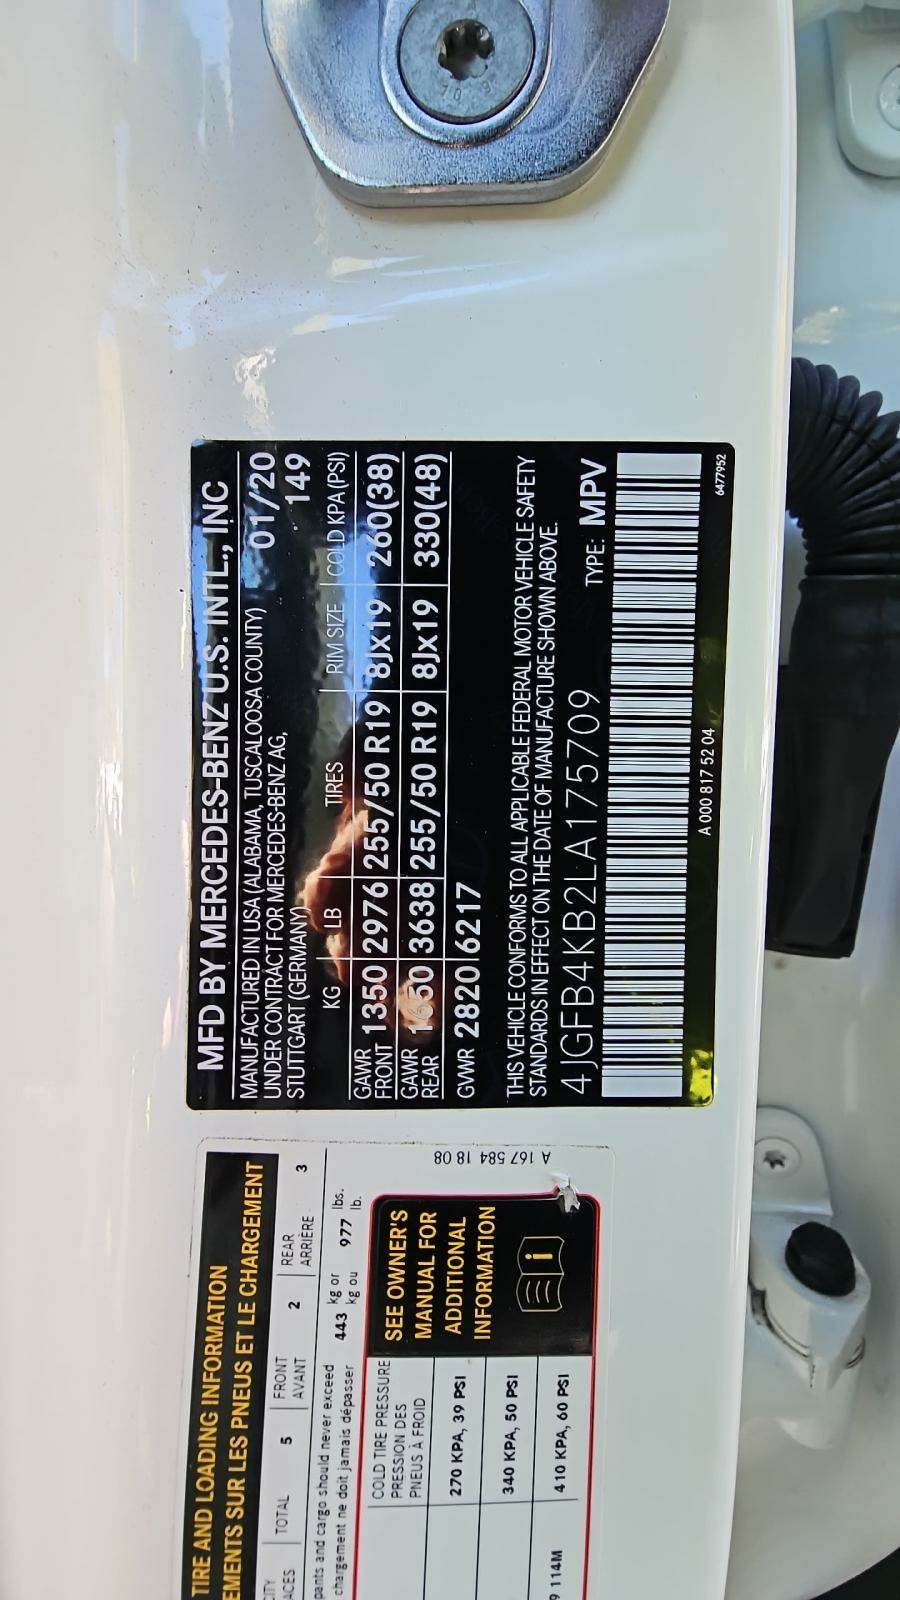 MFD BY MERCEDES-BENZ U.S. INTL., INC
MANUFACTURED IN USA (ALABAMA, TUSCALOOSA COUNTY) 01/20
UNDER CONTRACT FOR MERCEDES-BENZ AG, 149
STUTTGART (GERMANY)
KG LB TIRES RIM SIZE COLD KPA (PSI)
GAWR FRONT 1350 2976 255/50 R19 8Jx19 260(38)
GAWR REAR 1650 3638 255/50 R19 8Jx19 330(48)
GVWR 2820 6217
THIS VEHICLE CONFORMS TO ALL APPLICABLE FEDERAL MOTOR VEHICLE SAFETY
STANDARDS IN EFFECT ON THE DATE OF MANUFACTURE SHOWN ABOVE.
4JGFB4KB2LA175709 TYPE: MPV
A 000 817 52 04 6477952
TIRE AND LOADING INFORMATION
EMENTS SUR LES PNEUS ET LE CHARGEMENT
TOTAL 5 FRONT 2 REAR 3
ACES AVANT ARRIÈRE
pants and cargo should never exceed 443 kg or 977 lbs.
chargement ne doit jamais dépasser kg ou lb.
COLD TIRE PRESSURE
PRESSION DES
PNEUS À FROID
270 KPA, 39 PSI
340 KPA, 50 PSI
9 114M 410 KPA, 60 PSI
SEE OWNER'S
MANUAL FOR
ADDITIONAL
INFORMATION
A 167 584 18 08